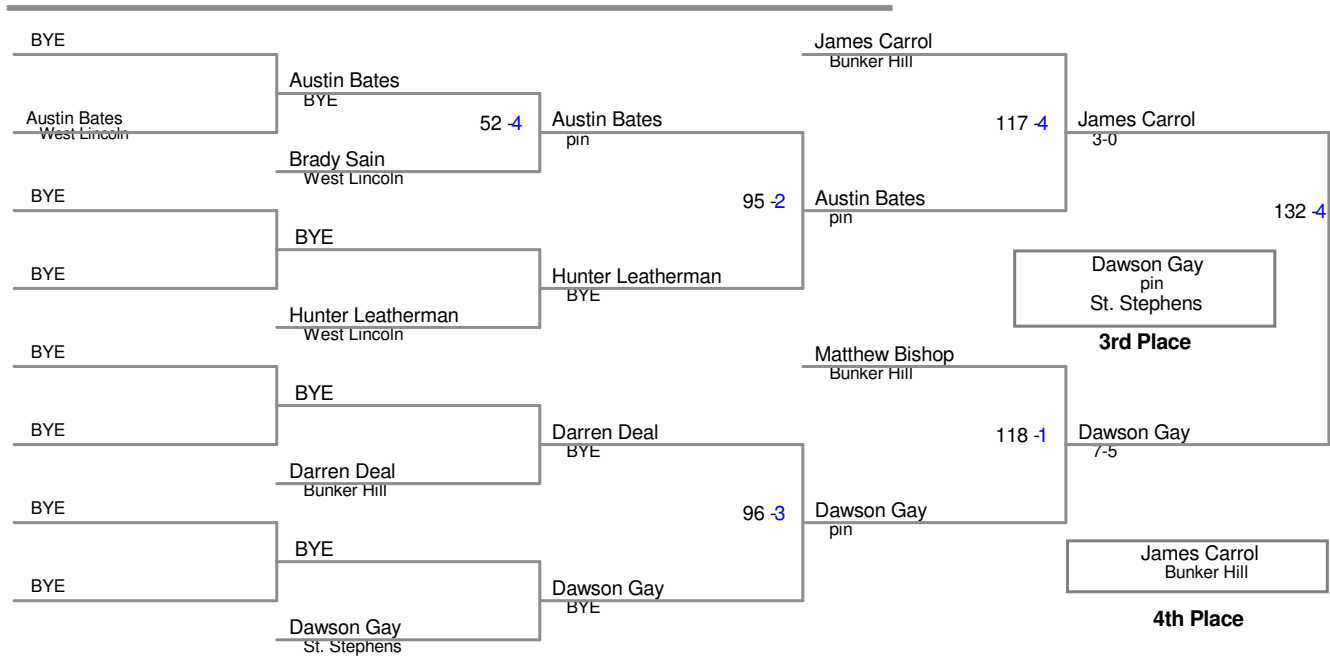 BYE
Austin Bates
West Lincoln
BYE
BYE
BYE
BYE
BYE
BYE
Austin Bates
BYE
Brady Sain
West Lincoln
BYE
Hunter Leatherman
West Lincoln
BYE
Darren Deal
Bunker Hill
BYE
Dawson Gay
St. Stephens
52 -4
Austin Bates
pin
Hunter Leatherman
BYE
Darren Deal
BYE
Dawson Gay
BYE
95 -2
96 -3
James Carrol
Bunker Hill
Austin Bates
pin
Matthew Bishop
Bunker Hill
Dawson Gay
pin
117 -4
118 -1
James Carrol
3-0
Dawson Gay
7-5
132 -4
Dawson Gay
pin
St. Stephens
3rd Place
James Carrol
Bunker Hill
4th Place